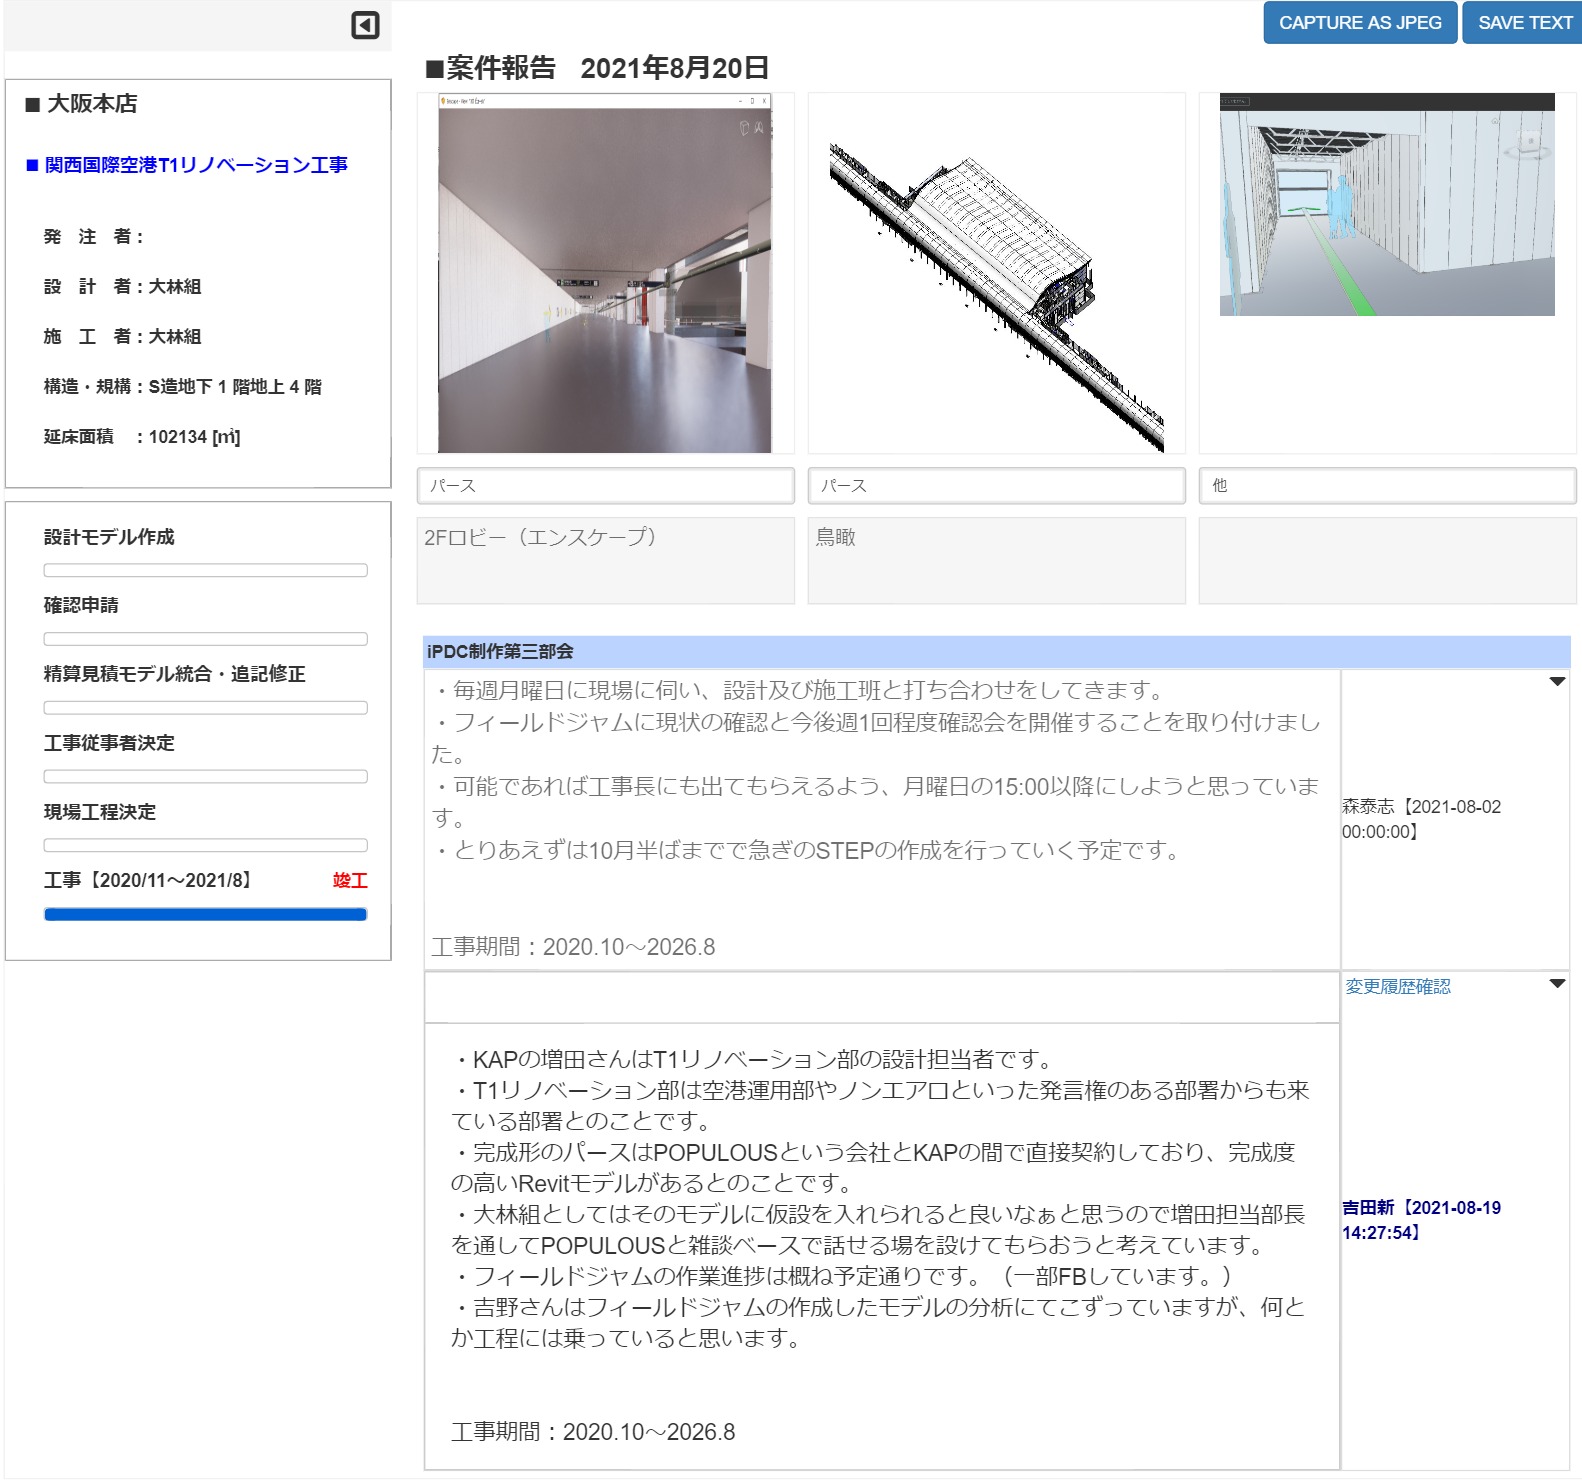 CAPTURE AS JPEG
SAVE TEXT
■案件報告 2021年8月20日
■ 大阪本店
■ 関西国際空港T1リノベーション工事
発 注 者：
設 計 者：大林組
施 工 者：大林組
構造・規構：S造地下 1 階地上 4 階
延床面積 ：102134 [㎡]
設計モデル作成
確認申請
精算見積モデル統合・追記修正
工事従事者決定
現場工程決定
工事【2020/11～2021/8】 竣工
パース
パース
他
2Fロビー（エンスケープ）
鳥瞰
iPDC制作第三部会
・毎週月曜日に現場に伺い、設計及び施工班と打ち合わせをしてきます。
・フィールドジャムに現状の確認と今後週1回程度確認会を開催することを取り付けまし
た。
・可能であれば工事長にも出てもらえるよう、月曜日の15:00以降にしようと思っていま
す。
・とりあえずは10月半ばまでで急ぎのSTEPの作成を行っていく予定です。
工事期間：2020.10～2026.8
森泰志【2021-08-02
00:00:00】
変更履歴確認
・KAPの増田さんはT1リノベーション部の設計担当者です。
・T1リノベーション部は空港運用部やノンエアロといった発言権のある部署からも来
ている部署とのことです。
・完成形のパースはPOPULOUSという会社とKAPの間で直接契約しており、完成度
の高いRevitモデルがあるとのことです。
・大林組としてはそのモデルに仮設を入れられると良いなぁと思うので増田担当部長
を通してPOPULOUSと雑談ベースで話せる場を設けてもらおうと考えています。
・フィールドジャムの作業進捗は概ね予定通りです。（一部FBしています。）
・吉野さんはフィールドジャムの作成したモデルの分析にてこずっていますが、何と
か工程には乗っていると思います。
工事期間：2020.10～2026.8
吉田新【2021-08-19
14:27:54】